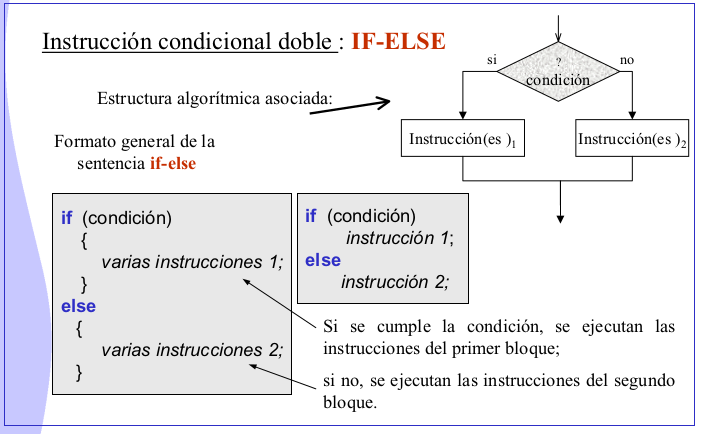 Instrucción condicional doble : IF-ELSE
si
?
condición
no
Estructura algorítmica asociada:
Instrucción(es )1
Instrucción(es )2
Formato general de la
sentencia if-else
if (condición)
{
varias instrucciones 1;
}
else
{
varias instrucciones 2;
}
if (condición)
instrucción 1;
else
instrucción 2;
Si se cumple la condición, se ejecutan las
instrucciones del primer bloque;
si no, se ejecutan las instrucciones del segundo
bloque.